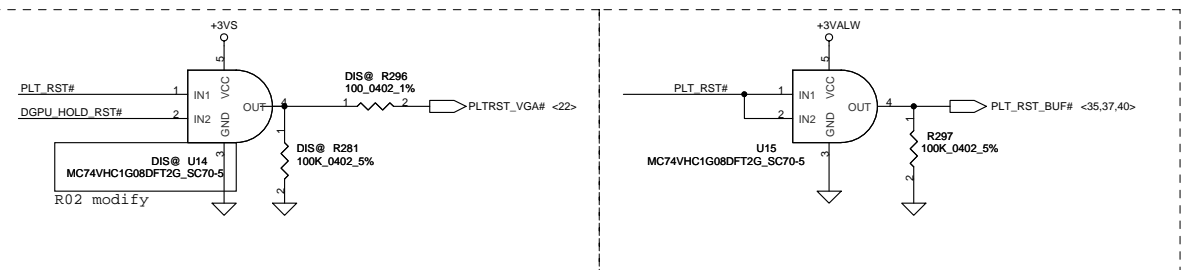 +3VS
5
DIS@ R296
100_0402_1%
PLT_RST#
1
IN1
VCC
DGPU_HOLD_RST#
2
IN2
GND
OUT
4
1
2
PLTRST_VGA# <22>
3
1
2
DIS@ R281
100K_0402_5%
DIS@ U14
MC74VHC1G08DFT2G_SC70-5
R02 modify
+3VALW
5
PLT_RST#
1
IN1
VCC
2
IN2
GND
OUT
4
PLT_RST_BUF# <35,37,40>
3
1
2
R297
100K_0402_5%
U15
MC74VHC1G08DFT2G_SC70-5